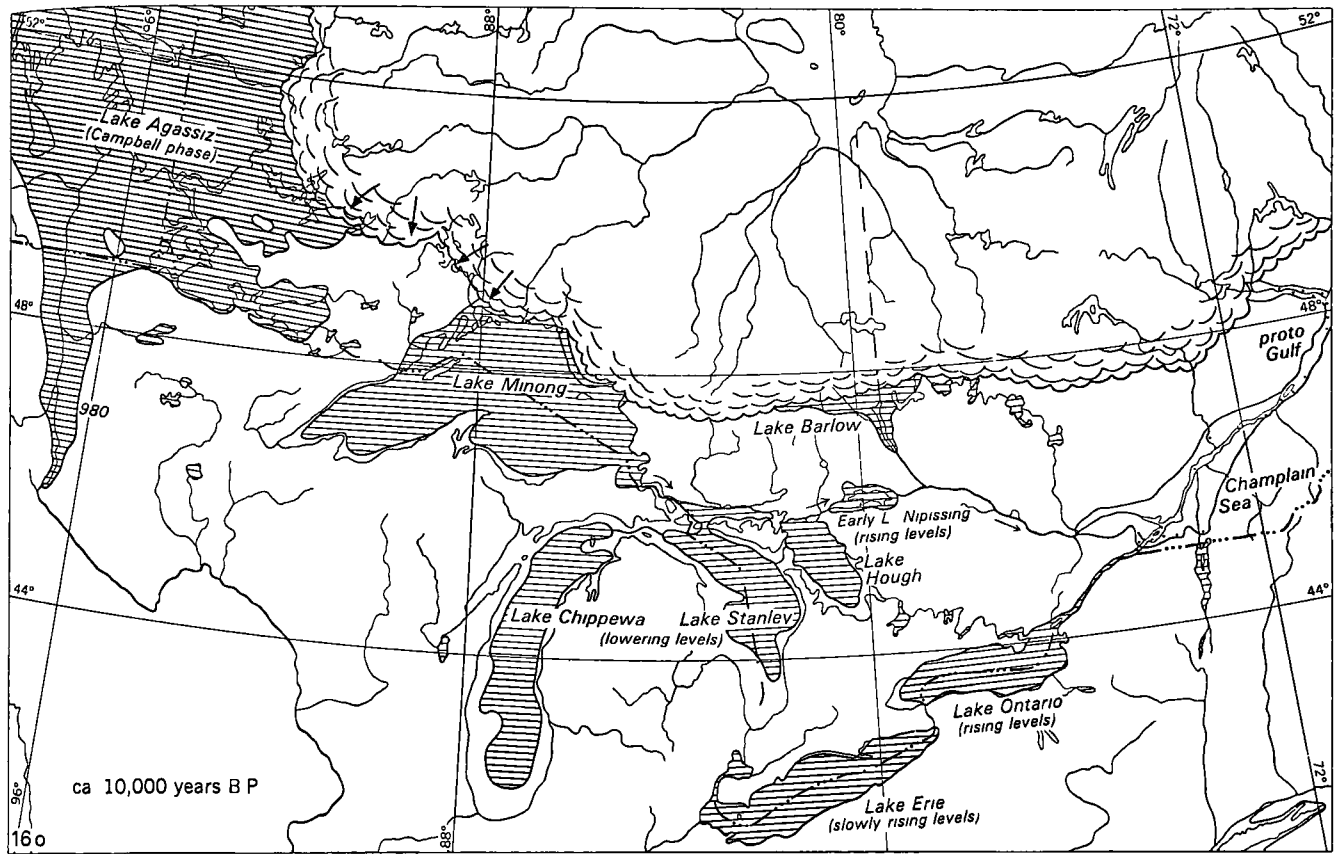 52°
96°
88°
80°
72°
52°
Lake Agassiz
(Campbell phase)
48°
48°
proto
Gulf
Lake Minong
980
Lake Barlow
Champlain
Sea
Early L Nipissing
(rising levels)
Lake
Hough
44°
44°
Lake Chippewa
Lake Stanley
(lowering levels)
Lake Ontario
(rising levels)
ca 10,000 years B P
Lake Erie
(slowly rising levels)
96°
88°
72°
16o